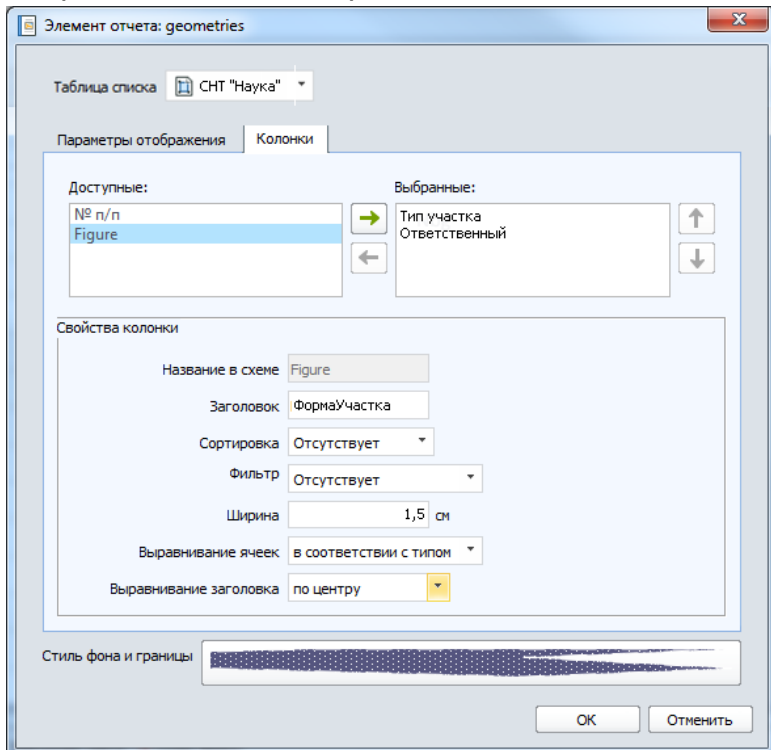 Элемент отчета: geometries
Таблица списка СНТ "Наука"
Параметры отображения Колонки
Доступные: Выбранные:
№ п/п Тип участка
Figure Ответственный
Свойства колонки
Название в схеме Figure
Заголовок ФормаУчастка
Сортировка Отсутствует
Фильтр Отсутствует
Ширина 1,5 см
Выравнивание ячеек в соответствии с типом
Выравнивание заголовка по центру
Стиль фона и границы
ОК Отменить